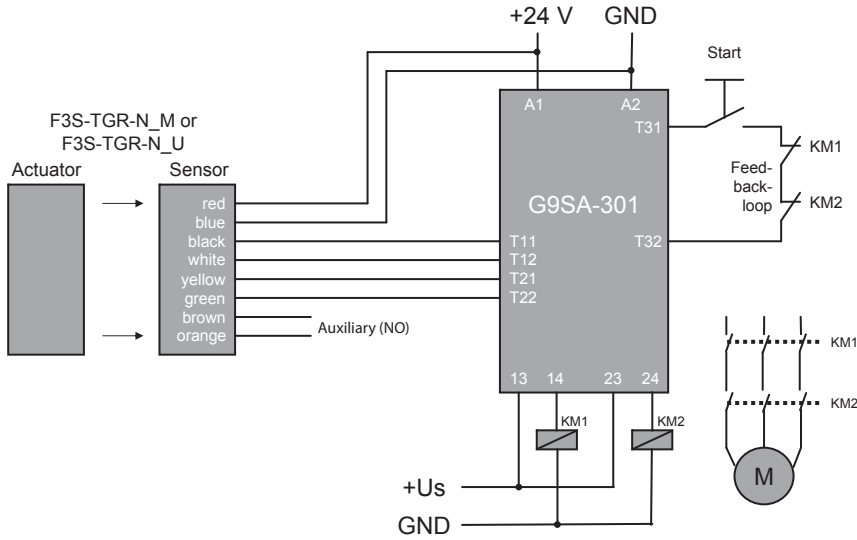 +24 V
GND
Start
F3S-TGR-N_M or
F3S-TGR-N_U
Actuator
Sensor
A1
A2
T31
KM1
Feed-
back-
loop
KM2
red
blue
black
white
yellow
green
brown
orange
G9SA-301
T11
T12
T21
T22
T32
Auxiliary (NO)
13
14
23
24
KM1
KM2
KM1
KM2
M
+Us
GND